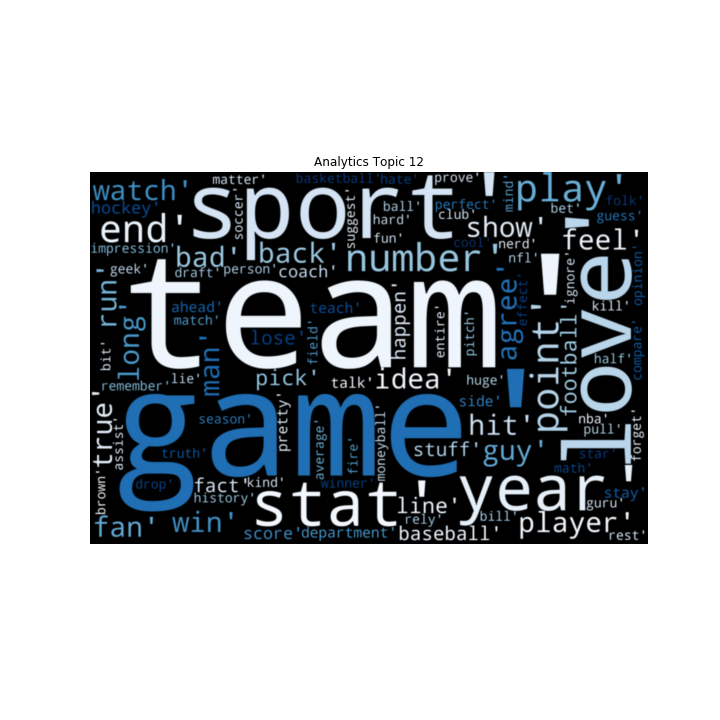 Analytics Topic 12
matter'
basketball'
hate'
prove'
watch'
sport'
mind'
play'
folk'
hockey'
soccer'
suggest'
ball'
perfect'
club'
bet'
guess'
end'
hard'
show'
feel'
impression'
bad'
back'
fun'
cool'
nerd'
number'
nfl'
ignore'
opinion'
geek'
draft'
person'
coach'
team'
love'
run'
ahead'
match'
teach'
happen'
entire'
pitch'
agree'
effect'
point'
football'
kill'
long'
man'
lose'
field'
half'
compare'
bit'
remember'
lie'
pick'
talk'
idea'
huge'
game'
side'
nba'
pull'
forget'
true'
assist'
season'
pretty'
average'
fire'
moneyball'
hit'
truth'
stuff'
guy'
star'
math'
brown'
drop'
fact'
kind'
winner'
history'
stat'
line'
year'
stay'
guru'
fan'
win'
rely'
bill'
player'
score'
department'
baseball'
rest'